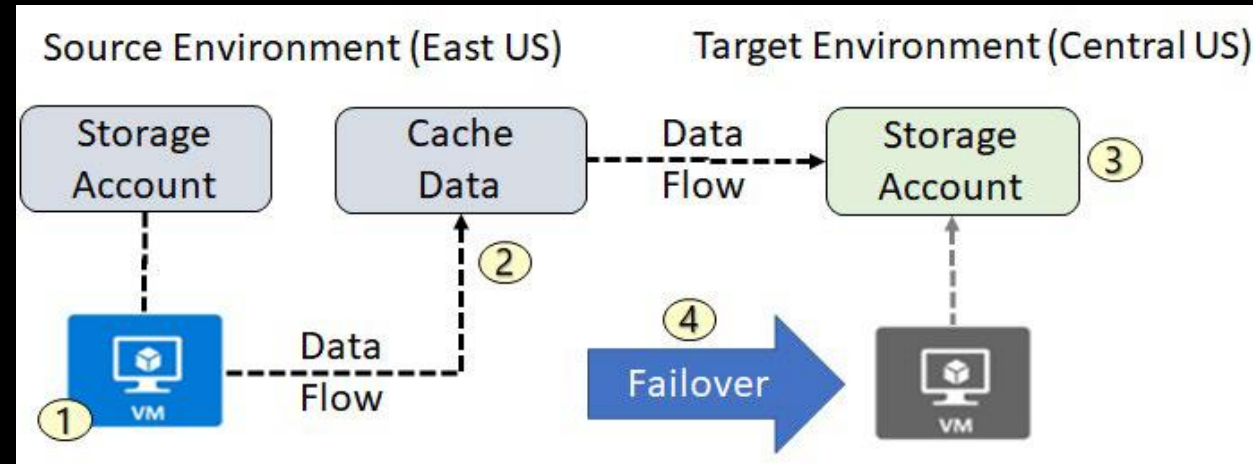 Source Environment (East US)
Target Environment (Central US)
Storage
Account
Cache
Data
Data
Flow
Storage
Account
3
2
4
Failover
Data
Flow
1
VM
VM